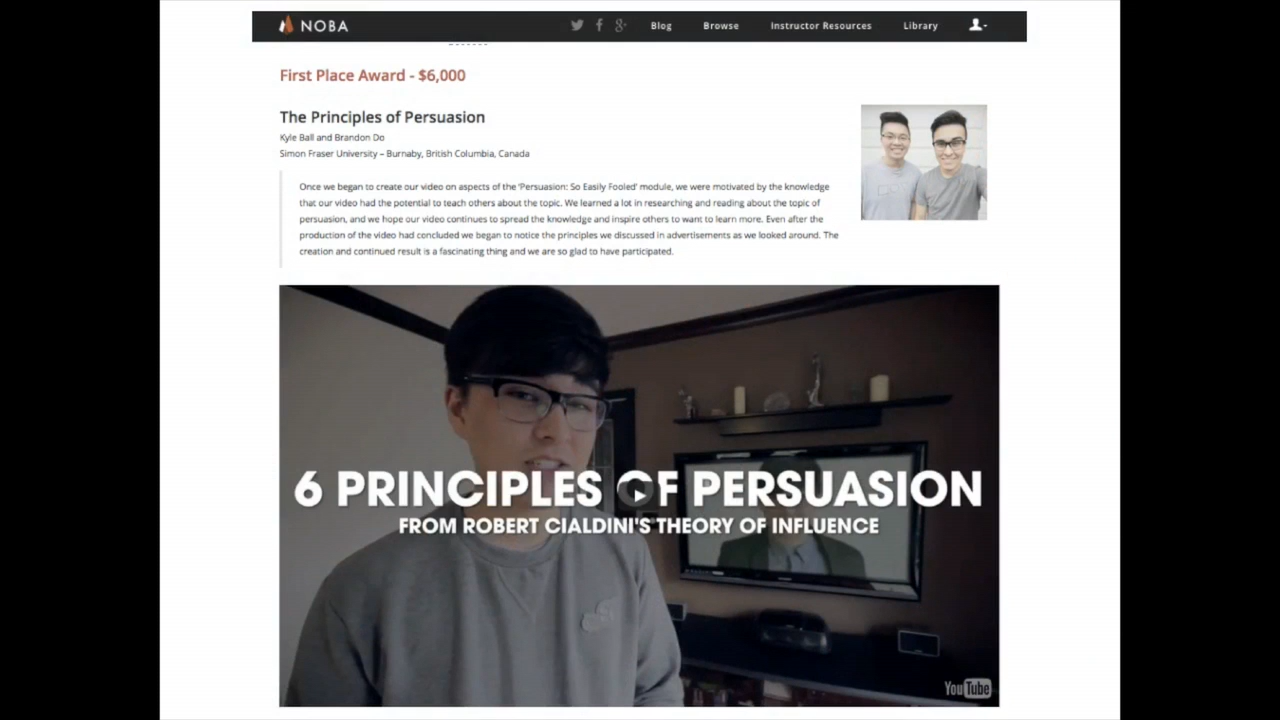 NOBA
Blog Browse Instructor Resources Library
First Place Award - $6,000
The Principles of Persuasion
Kyle Ball and Brandon Do
Simon Fraser University – Burnaby, British Columbia, Canada
Once we began to create our video on aspects of the 'Persuasion: So Easily Fooled' module, we were motivated by the knowledge
that our video had the potential to teach others about the topic. We learned a lot in researching and reading about the topic of
persuasion, and we hope our video continues to spread the knowledge and inspire others to want to learn more. Even after the
production of the video had concluded we began to notice the principles we discussed in advertisements as we looked around. The
creation and continued result is a fascinating thing and we are so glad to have participated.
6 PRINCIPLES OF PERSUASION
FROM ROBERT CIALDINI'S THEORY OF INFLUENCE
YouTube